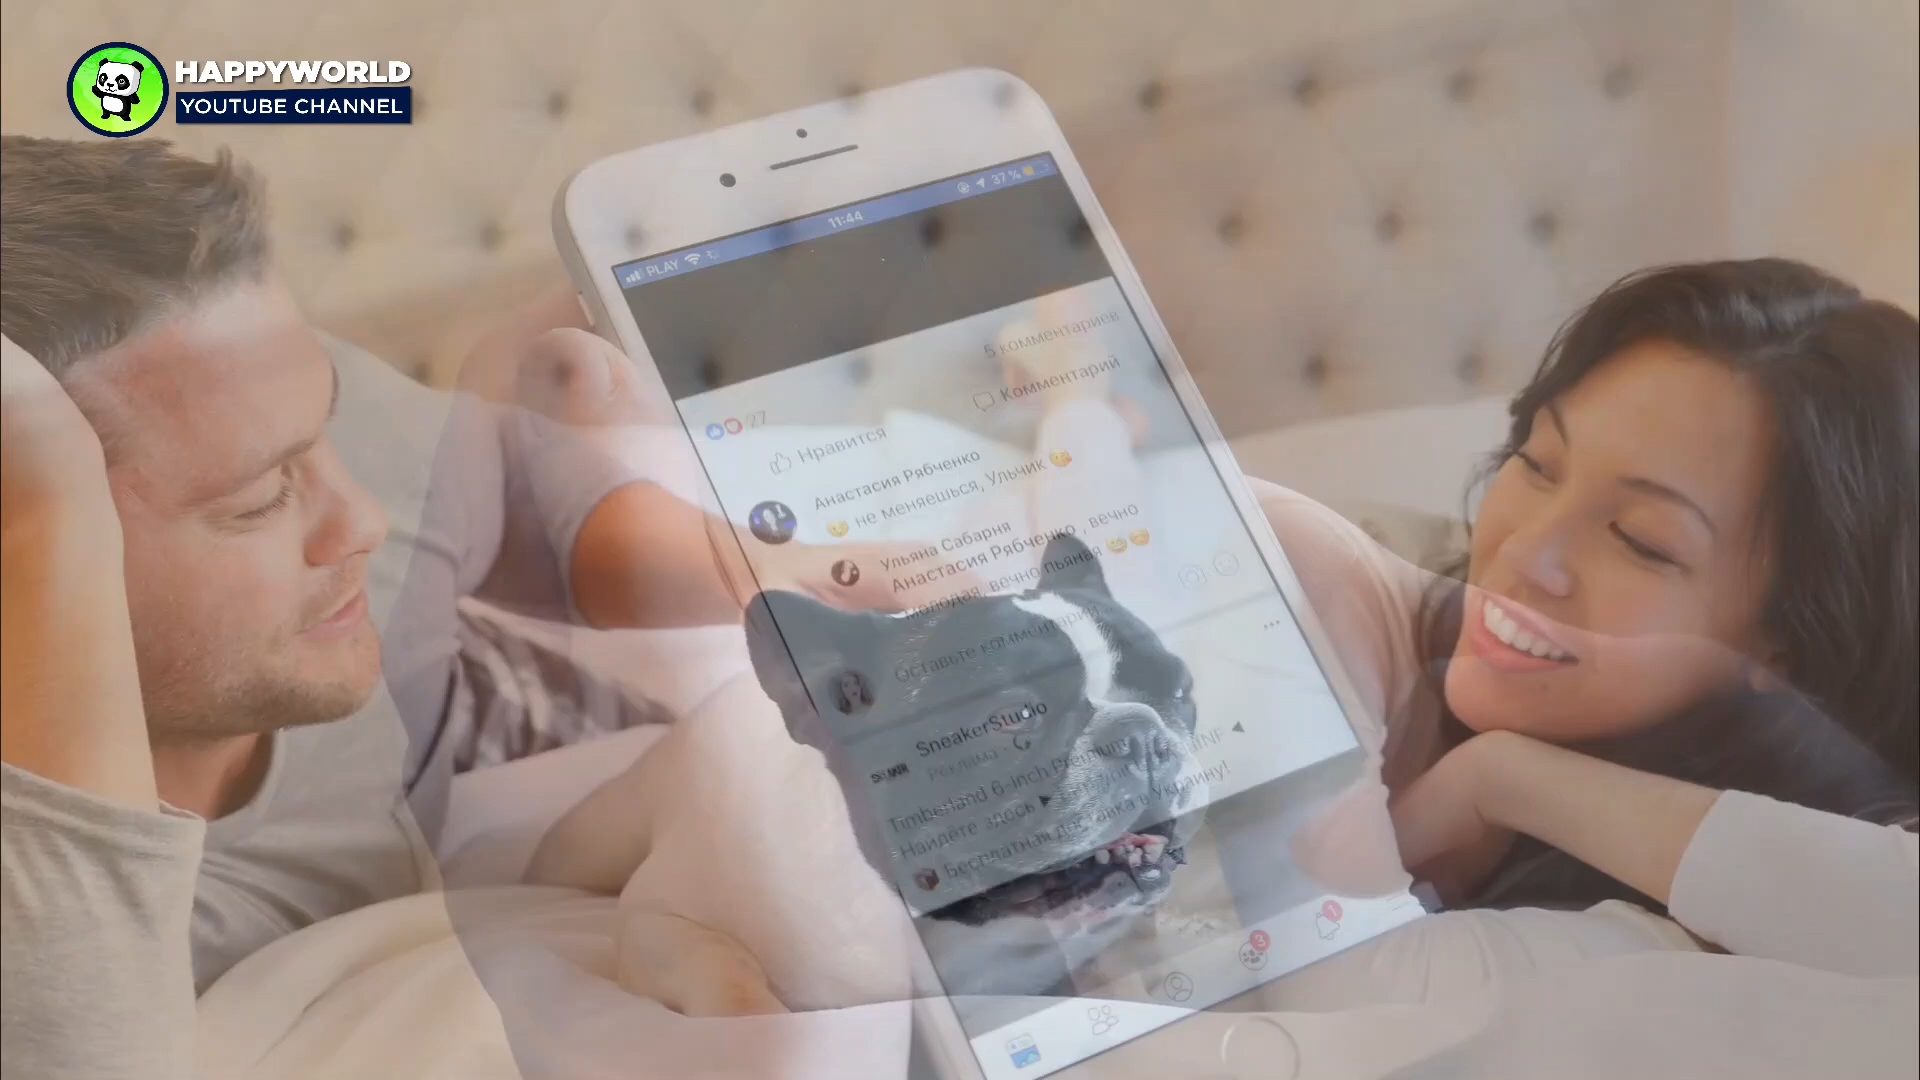 HAPPYWORLD
YOUTUBE CHANNEL
PLAY
11:44
37 %
27
5 комментариев
Нравится
Комментарий
Анастасия Рябченко
не меняешься, Ульчик
Ульяна Сабарня
Анастасия Рябченко , вечно
молодая, вечно пьяная
Оставьте комментарий...
SneakerStudio
Реклама ·
Timberland 6-inch Premium
Найдёте здесь
Бесплатная доставка в Украину!
3
1